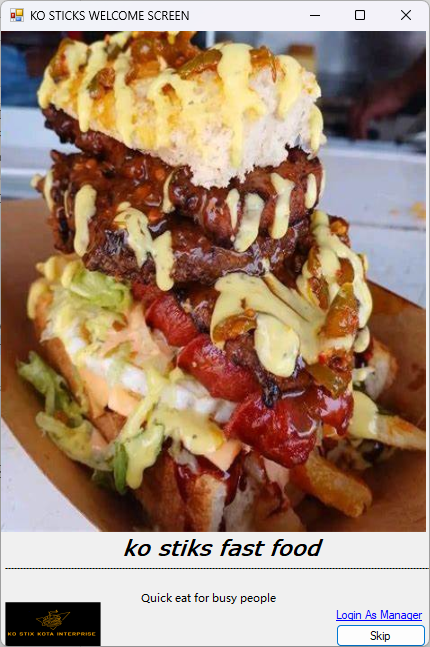 KO STICKS WELCOME SCREEN
ko stiks fast food
Quick eat for busy people
KO STIX KOTA INTERPRISE
Login As Manager
Skip